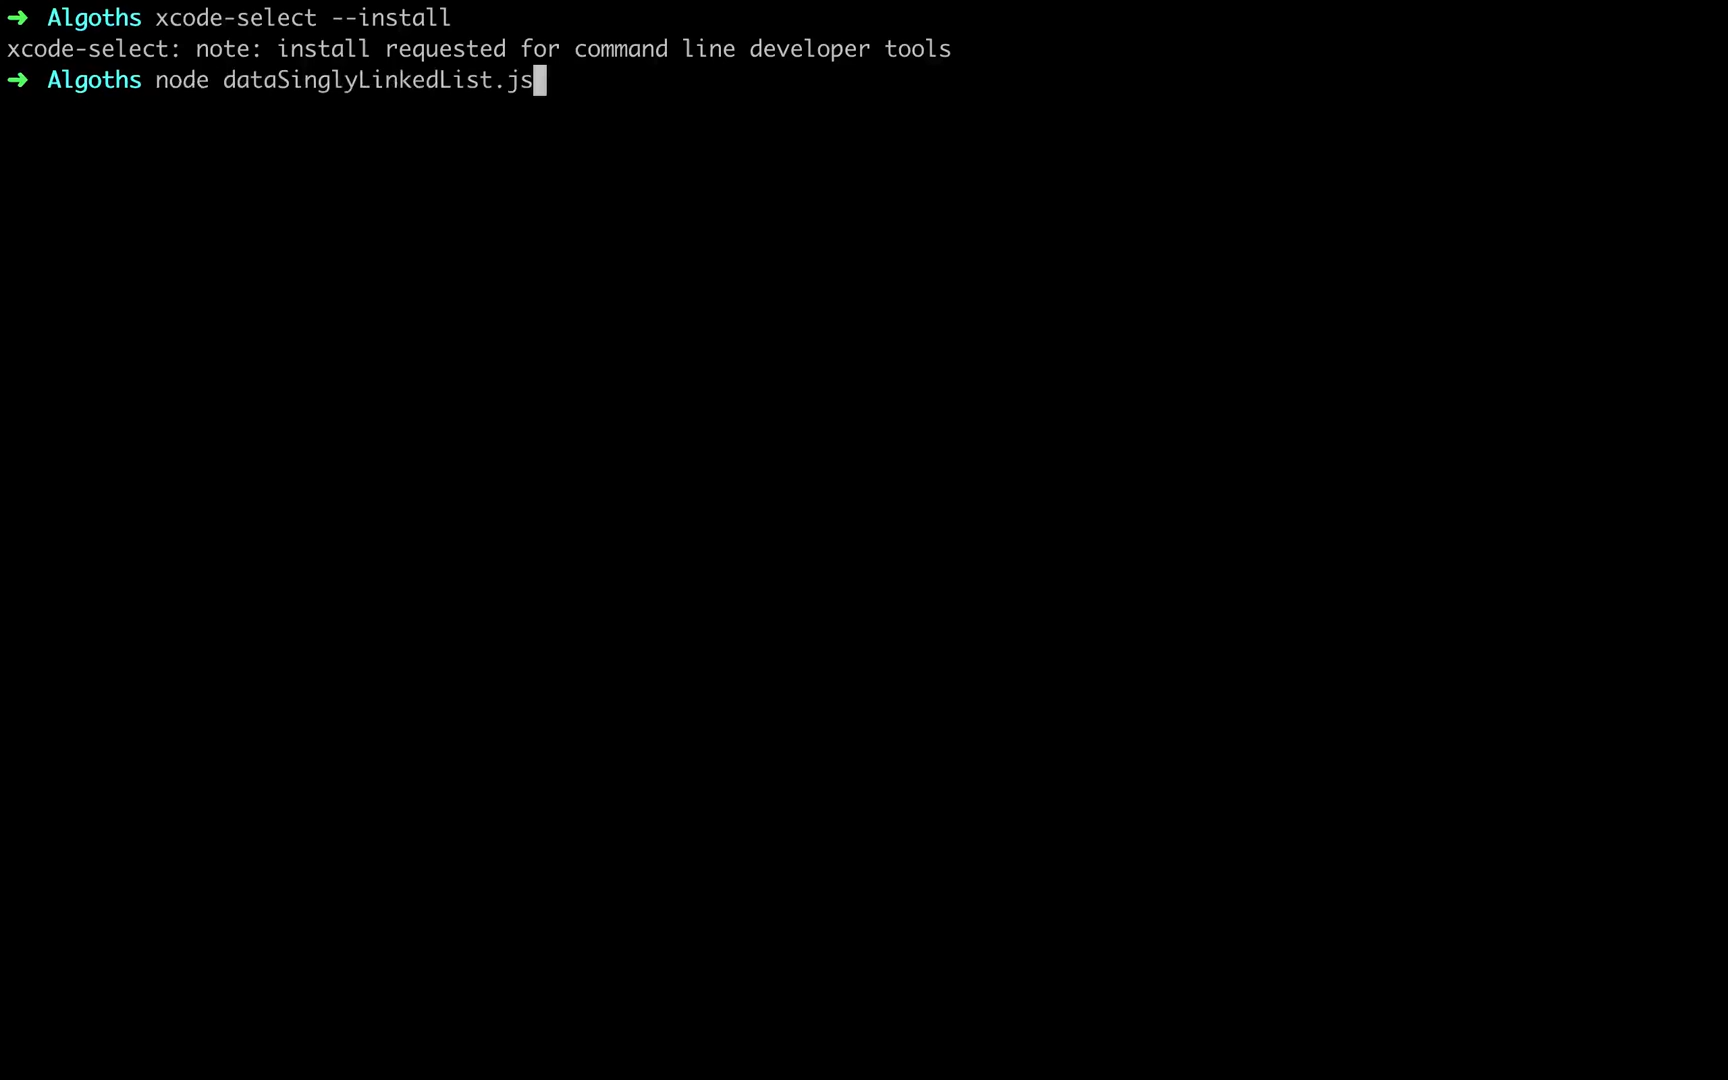 ➜ Algoths xcode-select --install
xcode-select: note: install requested for command line developer tools
➜ Algoths node dataSinglyLinkedList.js